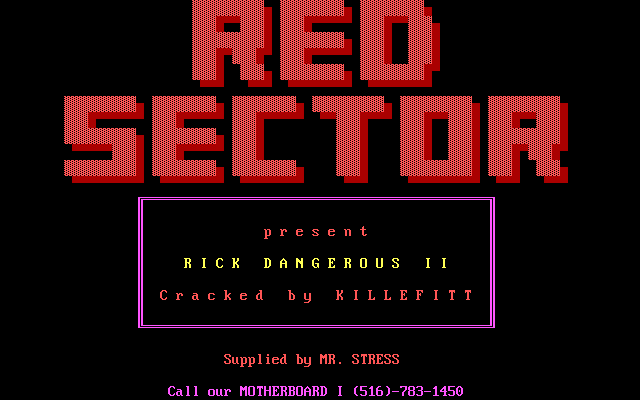 RED
SECTOR
present
RICK DANGEROUS II
Cracked by KILLEFITT
Supplied by MR. STRESS
Call our MOTHERBOARD I (516)-783-1450